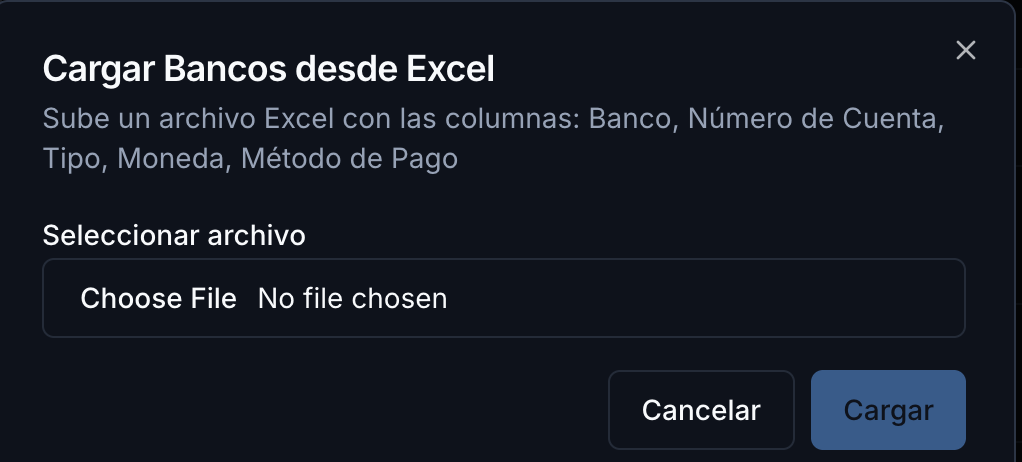 Cargar Bancos desde Excel
Sube un archivo Excel con las columnas: Banco, Número de Cuenta,
Tipo, Moneda, Método de Pago
Seleccionar archivo
Choose File No file chosen
Cancelar Cargar